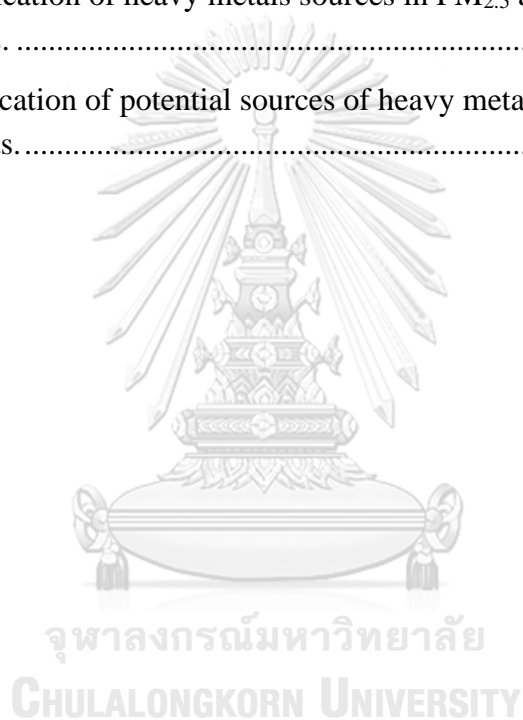 ication of heavy metals sources in PM2.5 a
. ......................................................................
cation of potential sources of heavy meta
s. ......................................................................
จุฬาลงกรณ์มหาวิทยาลัย
CHULALONGKORN UNIVERSITY